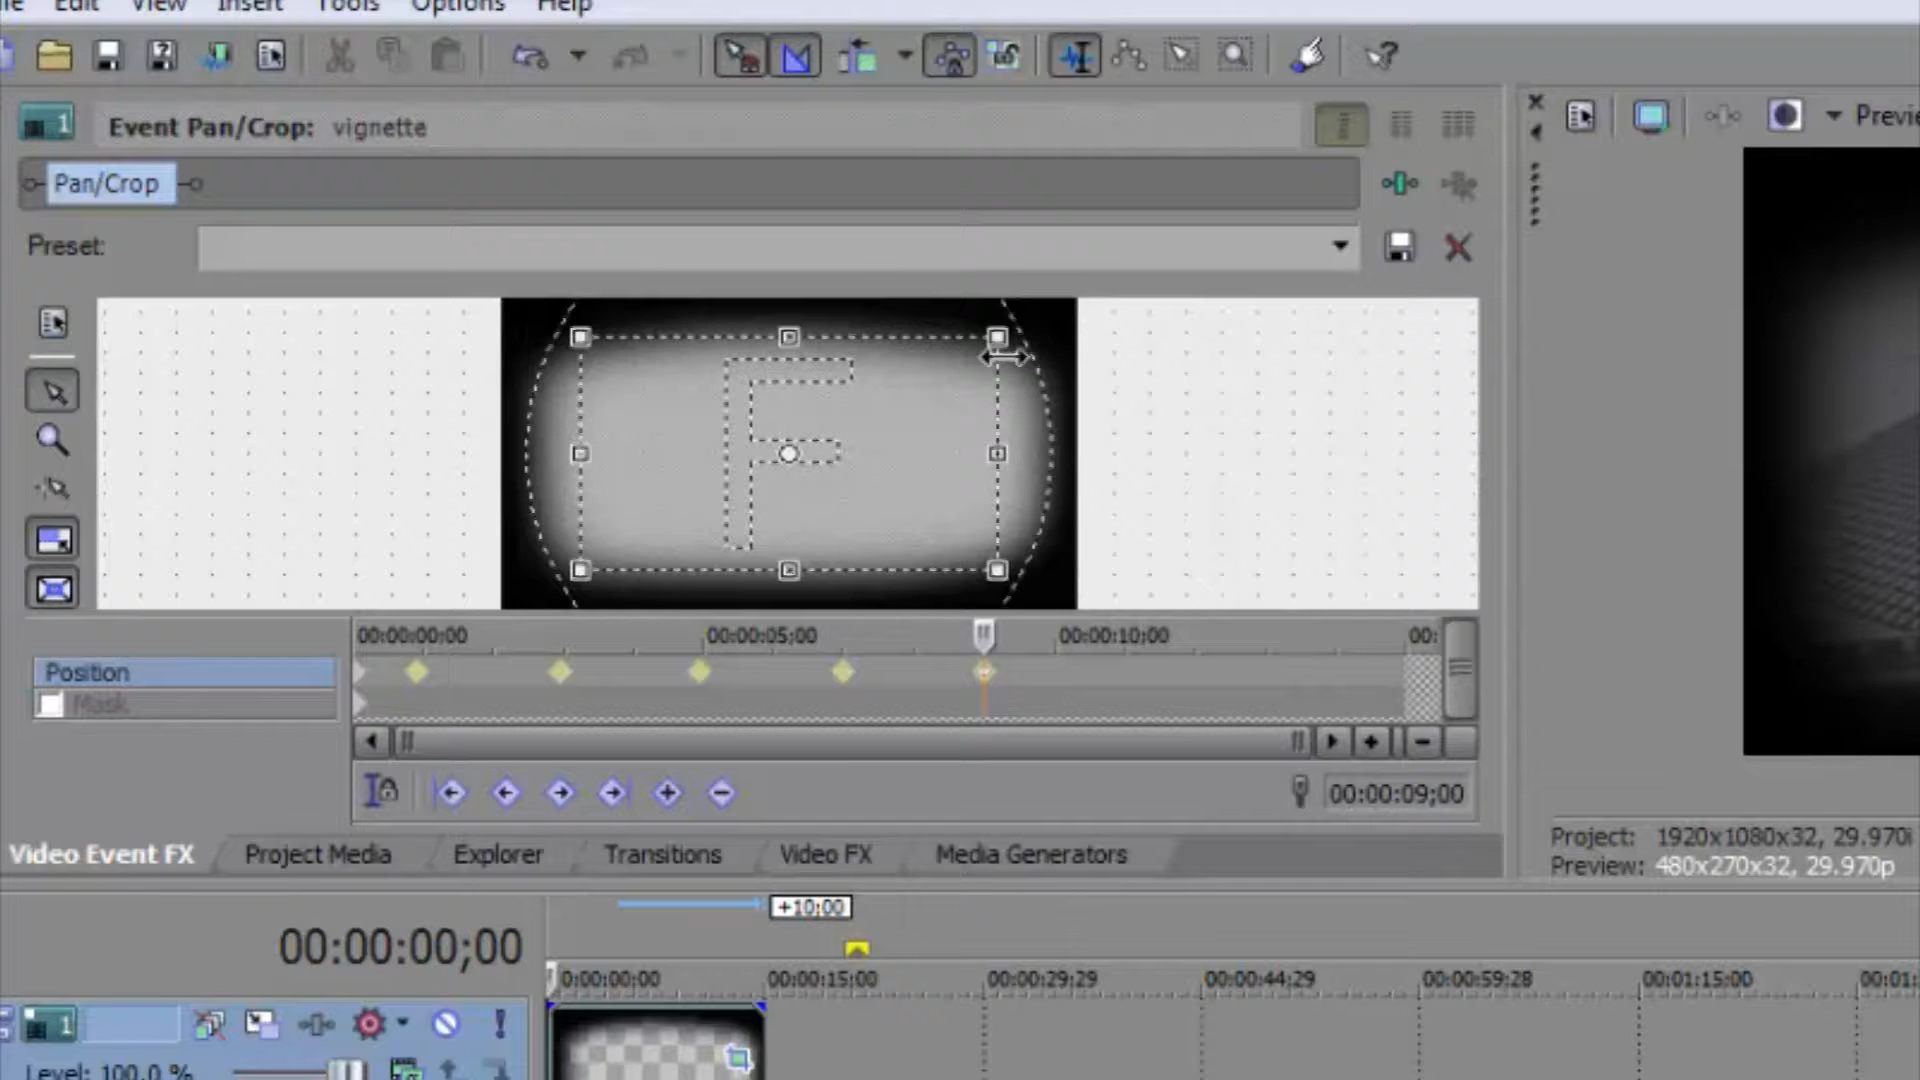 Edit View Insert Tools Options Help
1 Event Pan/Crop: vignette
Preview
Pan/Crop
Preset:
F
00:00:00;00 00:00:05;00 00:00:10;00 00:
Position
Mask
00:00:09;00
Video Event FX Project Media Explorer Transitions Video FX Media Generators
Project: 1920x1080x32, 29.970i
Preview: 480x270x32, 29.970p
+10;00
00:00:00;00
0:00:00:00 00:00:15;00 00:00:29;29 00:00:44;29 00:00:59;28 00:01:15;00 00:01:
1
Level: 100.0 %